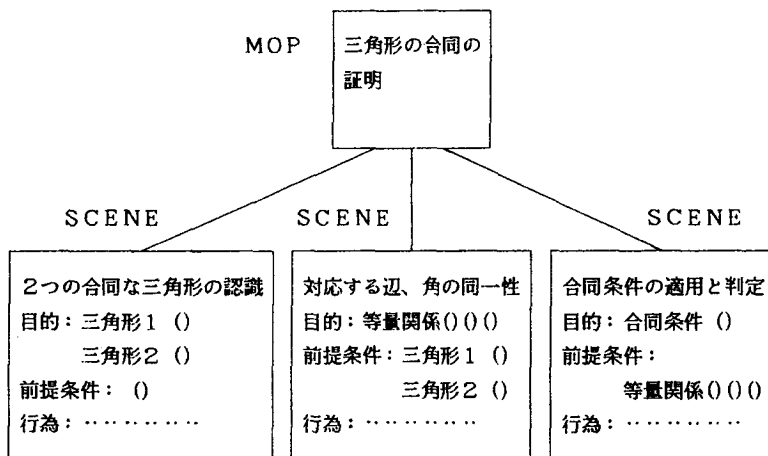 MOP
三角形の合同の
証明
SCENE
SCENE
SCENE
2つの合同な三角形の認識
目的：三角形1 ()
三角形2 ()
前提条件： ()
行為：‥‥‥‥
対応する辺、角の同一性
目的：等量関係()()()
前提条件：三角形1 ()
三角形2 ()
行為：‥‥‥‥
合同条件の適用と判定
目的：合同条件 ()
前提条件：
等量関係()()()
行為：‥‥‥‥